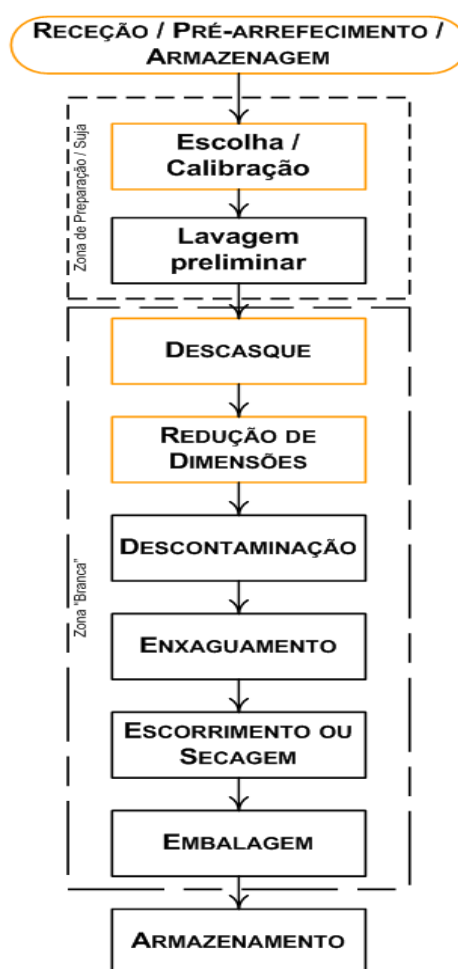 RECEÇÃO / PRÉ-ARREFECIMENTO /
ARMAZENAGEM
Zona de Preparação / Suja
Escolha /
Calibração
Lavagem
preliminar
Zona "Branca"
DESCASQUE
REDUÇÃO DE
DIMENSÕES
DESCONTAMINAÇÃO
ENXAGUAMENTO
ESCORRIMENTO OU
SECAGEM
EMBALAGEM
ARMAZENAMENTO